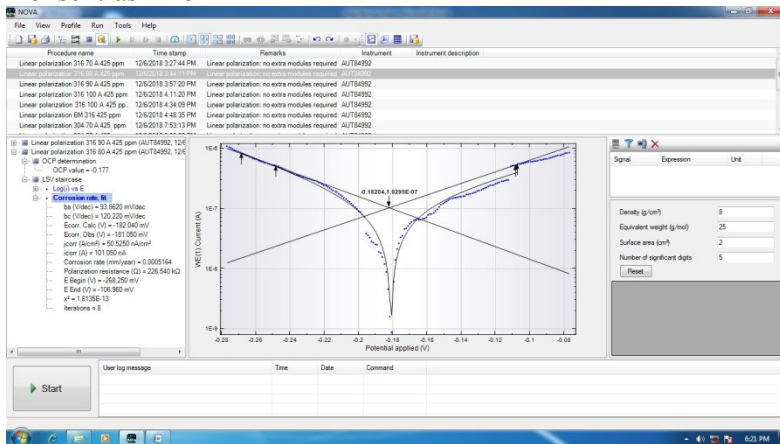 NOVA
File View Profile Run Tools Help
Procedure name Time stamp Remarks Instrument Instrument description
Linear polarization 316 70 A 425 ppm 12/6/2018 3:27:44 PM Linear polarization: no extra modules required AUT84992
Linear polarization 316 80 A 425 ppm 12/6/2018 3:44:11 PM Linear polarization: no extra modules required AUT84992
Linear polarization 316 90 A 425 ppm 12/6/2018 3:57:20 PM Linear polarization: no extra modules required AUT84992
Linear polarization 316 100 A 425 ppm 12/6/2018 4:11:20 PM Linear polarization: no extra modules required AUT84992
Linear polarization 316 100 A 425 pp.. 12/6/2018 4:34:09 PM Linear polarization: no extra modules required AUT84992
Linear polarization BM 316 425 ppm 12/6/2018 4:48:35 PM Linear polarization: no extra modules required AUT84992
Linear polarization 304 70 A 425 ppm 12/6/2018 7:53:13 PM Linear polarization: no extra modules required AUT84992
Linear polarization 316 90 A 425 ppm (AUT84992, 12/6
Linear polarization 316 80 A 425 ppm (AUT84992, 12/6
OCP determination
OCP value = -0.177
LSV staircase
Log(i) vs E
Corrosion rate, fit
ba (V/dec) = 93.8620 mV/dec
bc (V/dec) = 120.220 mV/dec
Ecorr, Calc (V) = -182.040 mV
Ecorr, Obs (V) = -181.050 mV
jcorr (A/cm²) = 50.5250 nA/cm²
icorr (A) = 101.050 nA
Corrosion rate (mm/year) = 0.0005164
Polarization resistance (Ω) = 226.540 kΩ
E Begin (V) = -268.250 mV
E End (V) = -106.960 mV
x² = 1.8135E-13
Iterations = 8
1E-6
1E-7
1E-8
1E-9
WE(1).Current (A)
-0.18204,1.0295E-07
-0.28 -0.26 -0.24 -0.22 -0.2 -0.18 -0.16 -0.14 -0.12 -0.1 -0.08
Potential applied (V)
Signal Expression Unit
Density (g/cm³) 8
Equivalent weight (g/mol) 25
Surface area (cm²) 2
Number of significant digits 5
Reset
Start
User log message Time Date Command
6:21 PM